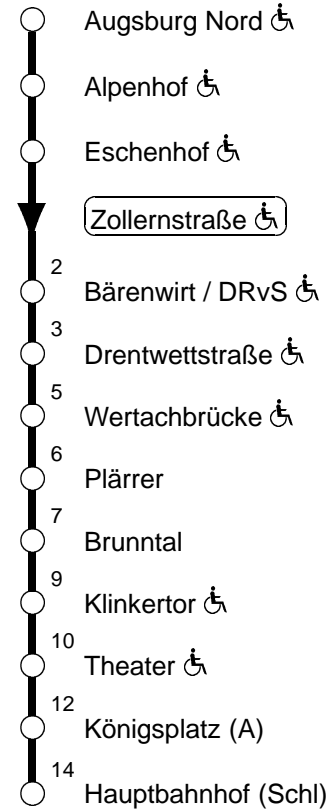 Augsburg Nord
Alpenhof
Eschenhof
Zollernstraße
2
Bärenwirt / DRvS
3
Drentwettstraße
5
Wertachbrücke
6
Plärrer
7
Brunntal
9
Klinkertor
10
Theater
12
Königsplatz (A)
14
Hauptbahnhof (Schl)